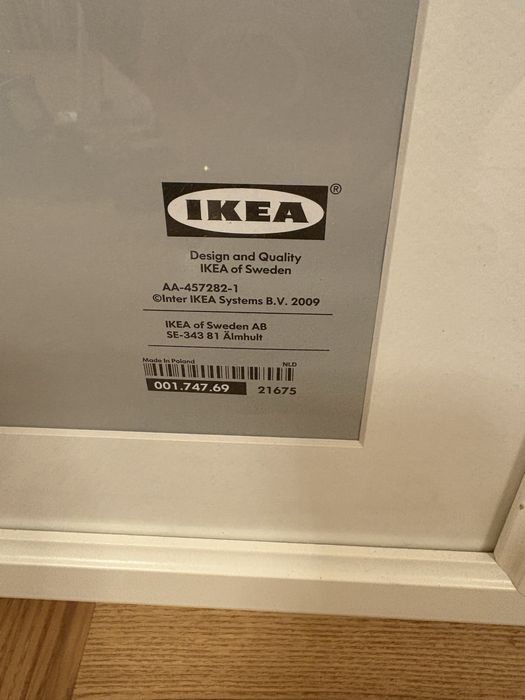 IKEA®
Design and Quality
IKEA of Sweden
AA-457282-1
©Inter IKEA Systems B.V. 2009
IKEA of Sweden AB
SE-343 81 Älmhult
Made in Poland NLD
001.747.69 21675